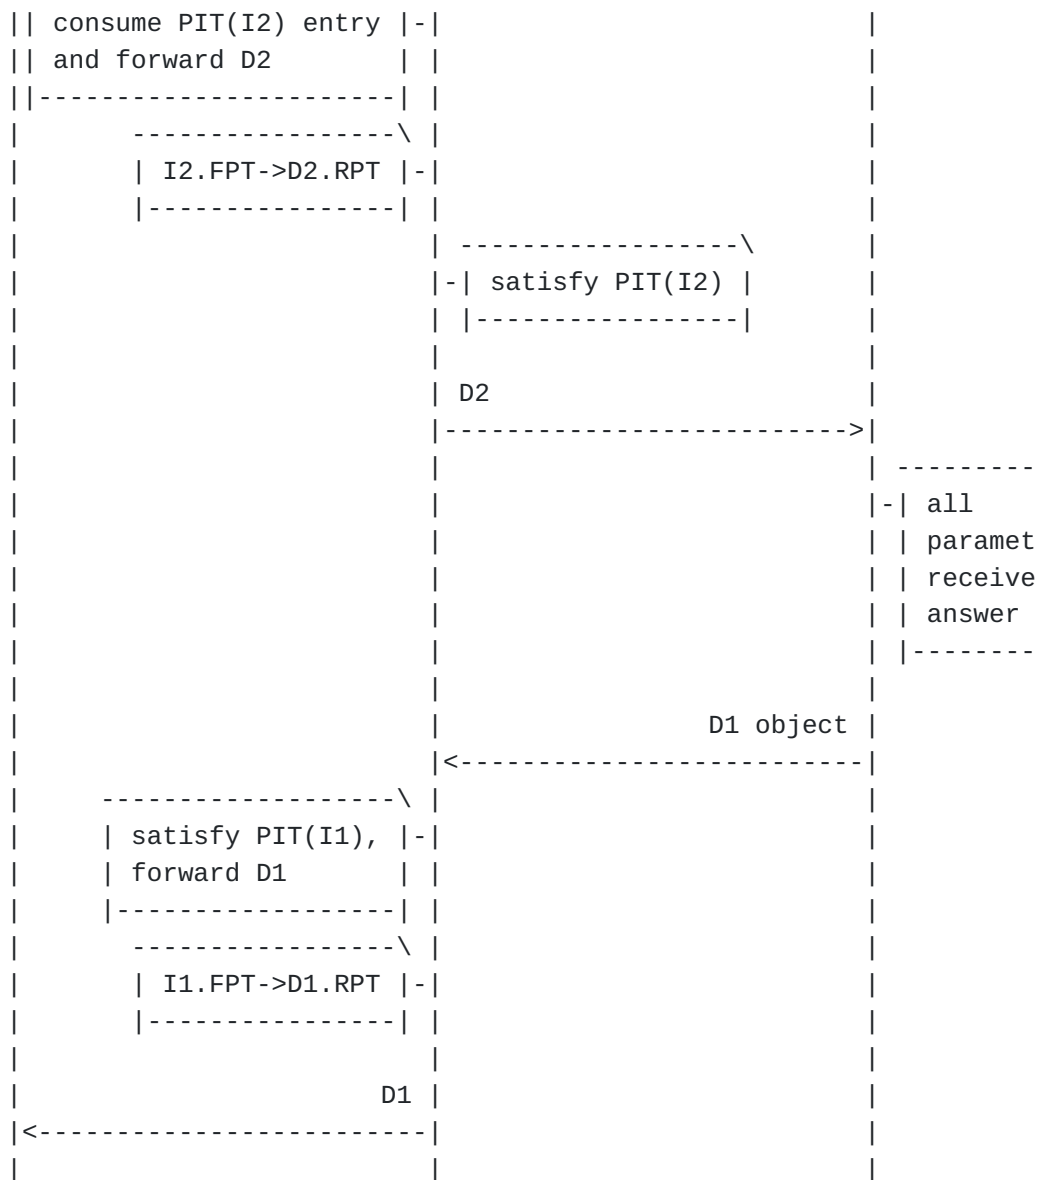 || consume PIT(I2) entry |-|                           |
|| and forward D2        | |                           |
||-----------------------| |                           |
|       -----------------\ |                           |
|       | I2.FPT->D2.RPT |-|                           |
|       |----------------| |                           |
|                          | ------------------\       |
|                          |-| satisfy PIT(I2) |       |
|                          | |-----------------|       |
|                          |                           |
|                          | D2                        |
|                          |-------------------------->|
|                          |                           | ---------
|                          |                           |-| all
|                          |                           | | paramet
|                          |                           | | receive
|                          |                           | | answer
|                          |                           | |--------
|                          |                           |
|                          |                 D1 object |
|                          |<--------------------------|
|     -------------------\ |                           |
|     | satisfy PIT(I1), |-|                           |
|     | forward D1       | |                           |
|     |------------------| |                           |
|       -----------------\ |                           |
|       | I1.FPT->D1.RPT |-|                           |
|       |----------------| |                           |
|                          |                           |
|                       D1 |                           |
|<-------------------------|                           |
|                          |                           |